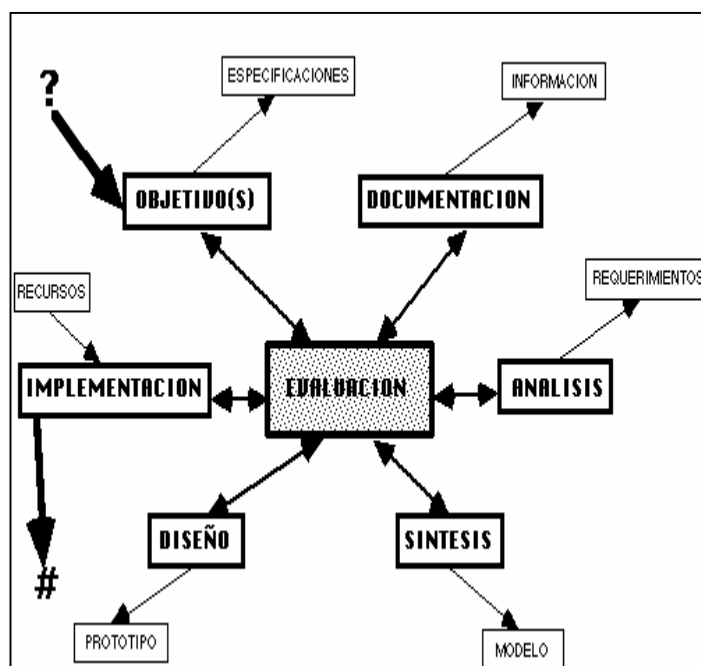 ESPECIFICACIONES
INFORMACION
?
OBJETIVO(S)
DOCUMENTACION
RECURSOS
REQUERIMIENTOS
IMPLEMENTACION
EVALUACION
ANALISIS
DISEÑO
SINTESIS
#
PROTOTIPO
MODELO